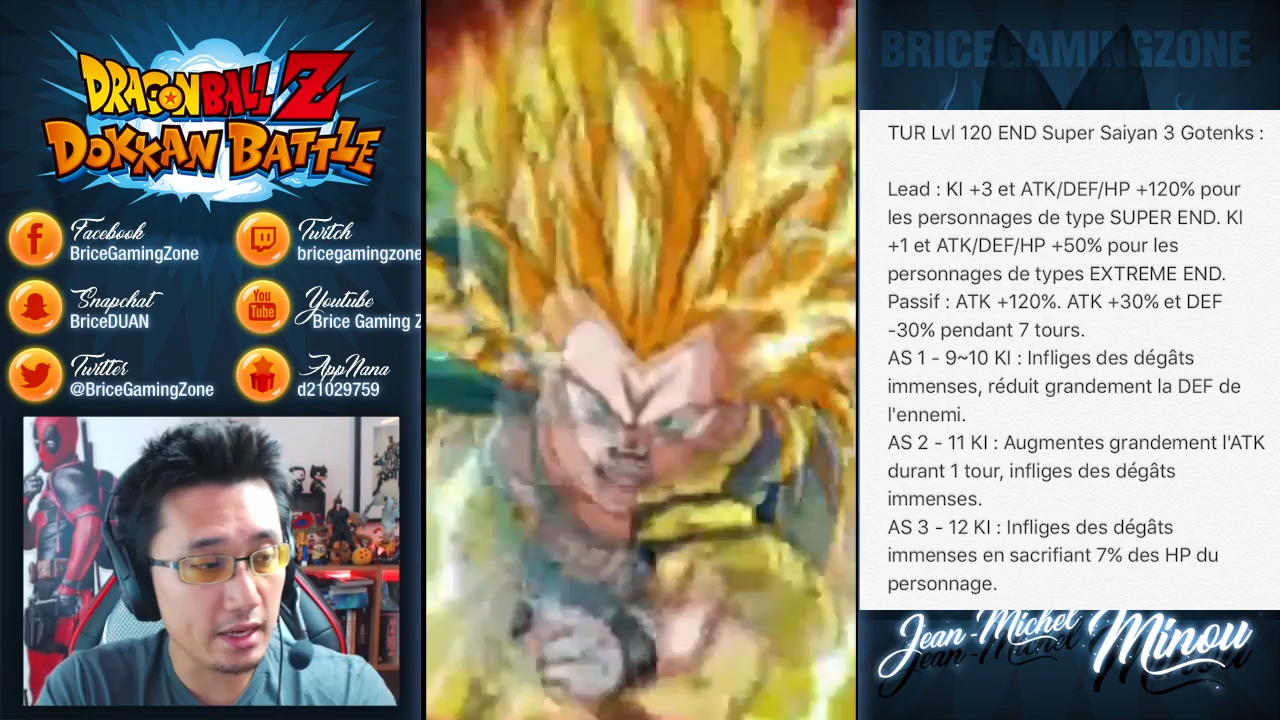 DRAGONBALL Z
DOKKAN BATTLE
Facebook
BriceGamingZone
Twitch
bricegamingzone
Snapchat
BriceDUAN
Youtube
Brice Gaming Z
Twitter
@BriceGamingZone
AppNana
d21029759
BRICEGAMINGZONE
TUR Lvl 120 END Super Saiyan 3 Gotenks :
Lead : KI +3 et ATK/DEF/HP +120% pour
les personnages de type SUPER END. KI
+1 et ATK/DEF/HP +50% pour les
personnages de types EXTREME END.
Passif : ATK +120%. ATK +30% et DEF
-30% pendant 7 tours.
AS 1 - 9~10 KI : Infliges des dégâts
immenses, réduit grandement la DEF de
l'ennemi.
AS 2 - 11 KI : Augmentes grandement l'ATK
durant 1 tour, infliges des dégâts
immenses.
AS 3 - 12 KI : Infliges des dégâts
immenses en sacrifiant 7% des HP du
personnage.
Jean-Michel Minou